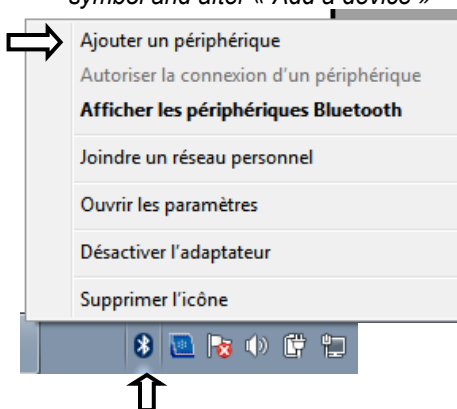 symbol and after « Add a device »
Ajouter un périphérique
Autoriser la connexion d'un périphérique
Afficher les périphériques Bluetooth
Joindre un réseau personnel
Ouvrir les paramètres
Désactiver l'adaptateur
Supprimer l'icône